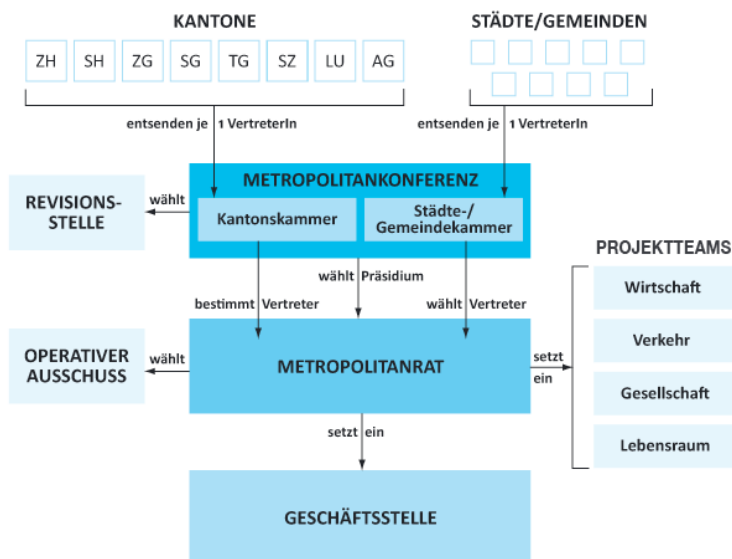 KANTONE
STÄDTE/GEMEINDEN
ZH SH ZG SG TG SZ LU AG
entsenden je 1 VertreterIn
entsenden je 1 VertreterIn
METROPOLITANKONFERENZ
REVISIONS-
STELLE
wählt
Kantonskammer
Städte-/
Gemeindekammer
wählt Präsidium
bestimmt Vertreter
wählt Vertreter
PROJEKTTEAMS
Wirtschaft
Verkehr
Gesellschaft
Lebensraum
OPERATIVER
AUSSCHUSS
wählt
METROPOLITANRAT
setzt
ein
setzt ein
GESCHÄFTSSTELLE